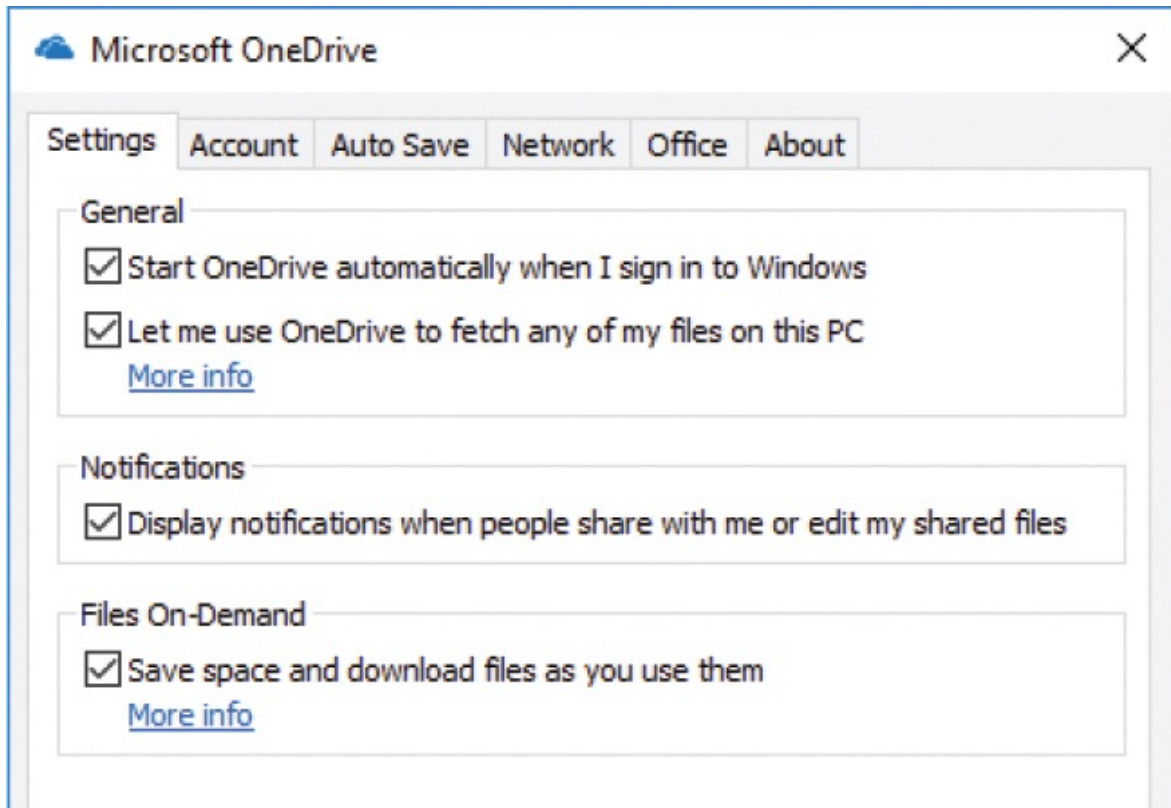 Microsoft OneDrive
Settings Account Auto Save Network Office About
General
Start OneDrive automatically when I sign in to Windows
Let me use OneDrive to fetch any of my files on this PC
More info
Notifications
Display notifications when people share with me or edit my shared files
Files On-Demand
Save space and download files as you use them
More info